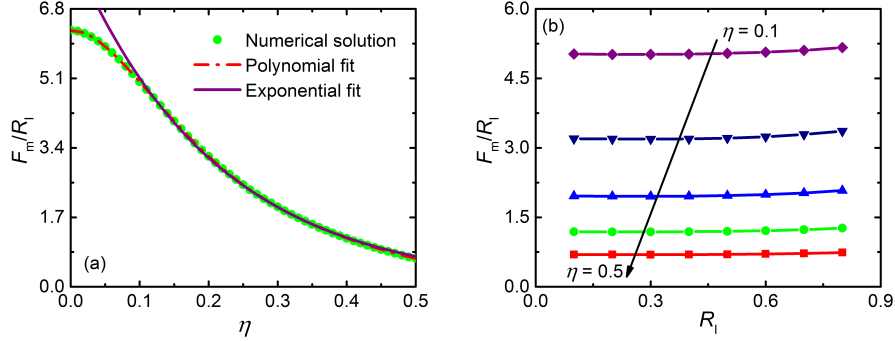 6.8
5.1
3.4
1.7
0.0
F_m/R_l
Numerical solution
Polynomial fit
Exponential fit
(a)
0.0 0.1 0.2 0.3 0.4 0.5
η
6.0
4.5
3.0
1.5
0.0
F_m/R_l
(b)
η = 0.1
η = 0.5
0.0 0.3 0.6 0.9
R_l